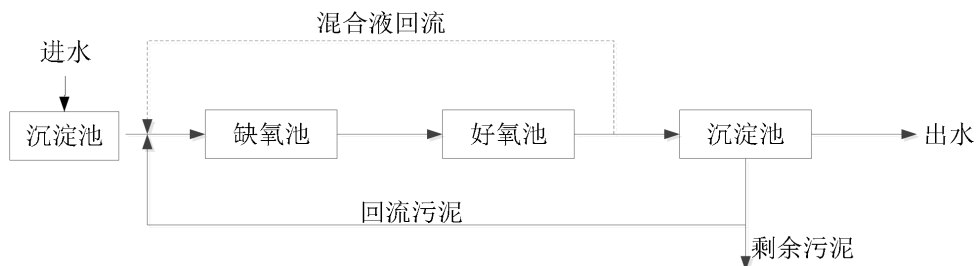 混合液回流
进水
沉淀池
缺氧池
好氧池
沉淀池
出水
回流污泥
剩余污泥